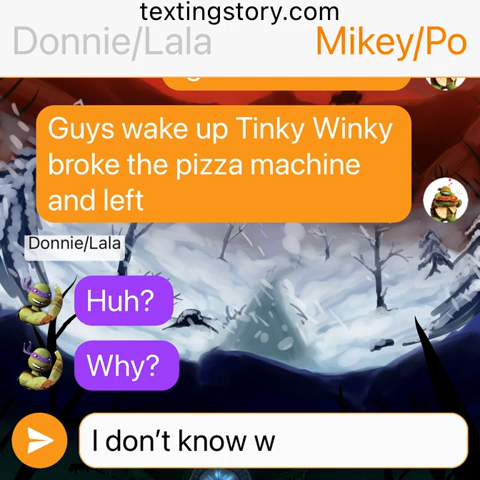 textingstory.com
Donnie/Lala
Mikey/Po
Guys wake up Tinky Winky
broke the pizza machine
and left
Donnie/Lala
Huh?
Why?
I don’t know w